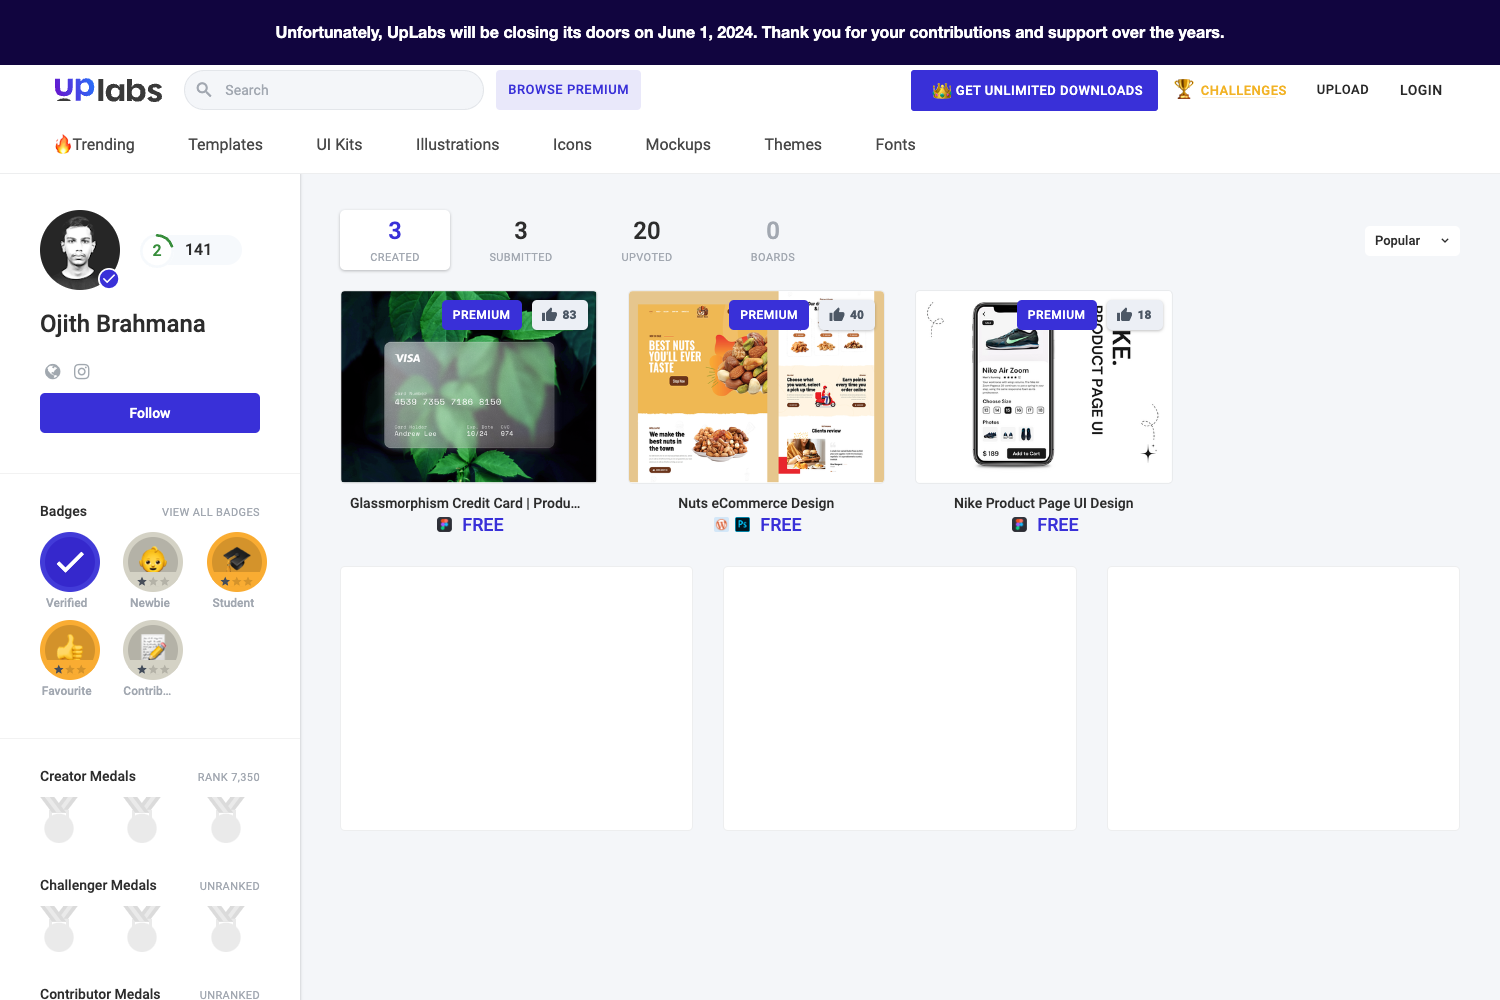 Unfortunately, UpLabs will be closing its doors on June 1, 2024. Thank you for your contributions and support over the years.
uplabs
Search
BROWSE PREMIUM
GET UNLIMITED DOWNLOADS
CHALLENGES
UPLOAD
LOGIN
Trending
Templates
UI Kits
Illustrations
Icons
Mockups
Themes
Fonts
2
141
Ojith Brahmana
Follow
Badges
VIEW ALL BADGES
Verified
Newbie
Student
Favourite
Contrib...
Creator Medals
RANK 7,350
Challenger Medals
UNRANKED
Contributor Medals
UNRANKED
3
CREATED
3
SUBMITTED
20
UPVOTED
0
BOARDS
Popular
PREMIUM
83
VISA
4539 7355 7186 8150
Andrew Lee
10/24
974
Glassmorphism Credit Card | Produ...
FREE
PREMIUM
40
BEST NUTS
YOU'LL EVER
TASTE
Choose what
you want, select
a pick up time
Earn points
every time you
order online
We make the
best nuts in
the town
Clients review
Nuts eCommerce Design
Ps
FREE
PREMIUM
18
KE.
PRODUCT PAGE UI
Nike Air Zoom
Choose Size
Photos
$ 189
Add to Cart
Nike Product Page UI Design
FREE